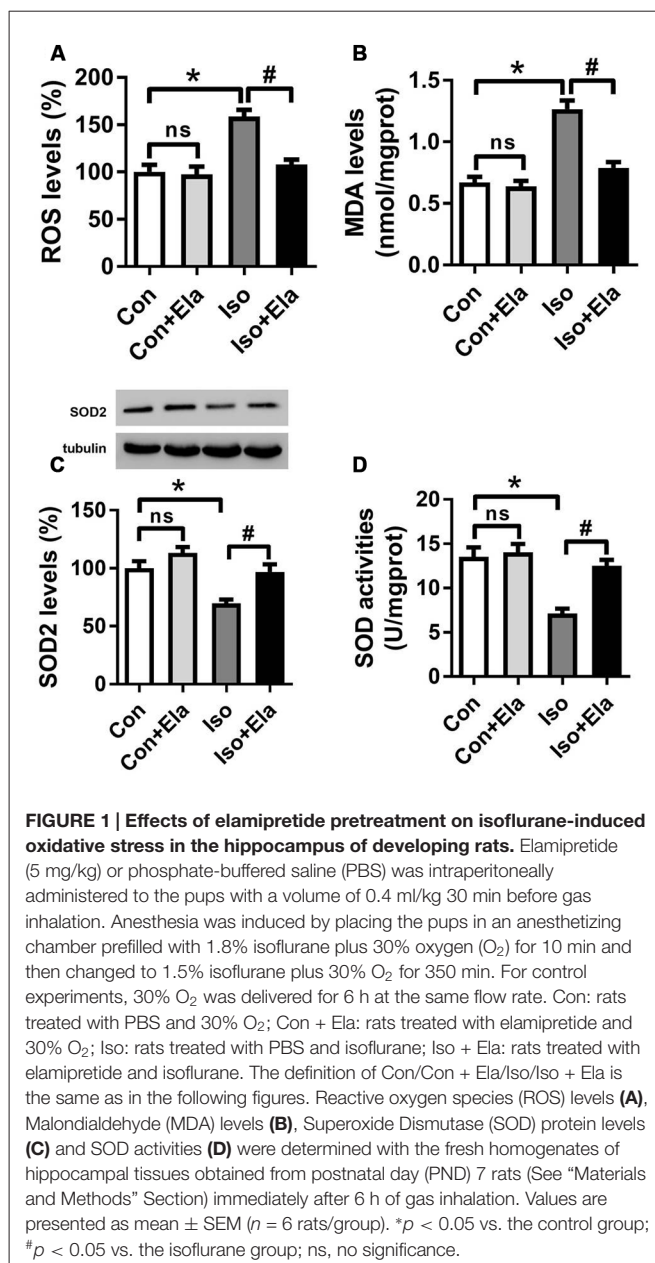 A
B
ROS levels (%)
200
150
100
50
0
*
#
ns
Con
Con+Ela
Iso
Iso+Ela
MDA levels
(nmol/mgprot)
1.5
1.0
0.5
0.0
*
#
ns
Con
Con+Ela
Iso
Iso+Ela
SOD2
tubulin
C
D
SOD2 levels (%)
150
100
50
0
*
#
ns
Con
Con+Ela
Iso
Iso+Ela
SOD activities
(U/mgprot)
20
15
10
5
0
*
#
ns
Con
Con+Ela
Iso
Iso+Ela
FIGURE 1 | Effects of elamipretide pretreatment on isoflurane-induced
oxidative stress in the hippocampus of developing rats. Elamipretide
(5 mg/kg) or phosphate-buffered saline (PBS) was intraperitoneally
administered to the pups with a volume of 0.4 ml/kg 30 min before gas
inhalation. Anesthesia was induced by placing the pups in an anesthetizing
chamber prefilled with 1.8% isoflurane plus 30% oxygen (O₂) for 10 min and
then changed to 1.5% isoflurane plus 30% O₂ for 350 min. For control
experiments, 30% O₂ was delivered for 6 h at the same flow rate. Con: rats
treated with PBS and 30% O₂; Con + Ela: rats treated with elamipretide and
30% O₂; Iso: rats treated with PBS and isoflurane; Iso + Ela: rats treated with
elamipretide and isoflurane. The definition of Con/Con + Ela/Iso/Iso + Ela is
the same as in the following figures. Reactive oxygen species (ROS) levels (A),
Malondialdehyde (MDA) levels (B), Superoxide Dismutase (SOD) protein levels
(C) and SOD activities (D) were determined with the fresh homogenates of
hippocampal tissues obtained from postnatal day (PND) 7 rats (See “Materials
and Methods” Section) immediately after 6 h of gas inhalation. Values are
presented as mean ± SEM (n = 6 rats/group). *p < 0.05 vs. the control group;
#p < 0.05 vs. the isoflurane group; ns, no significance.